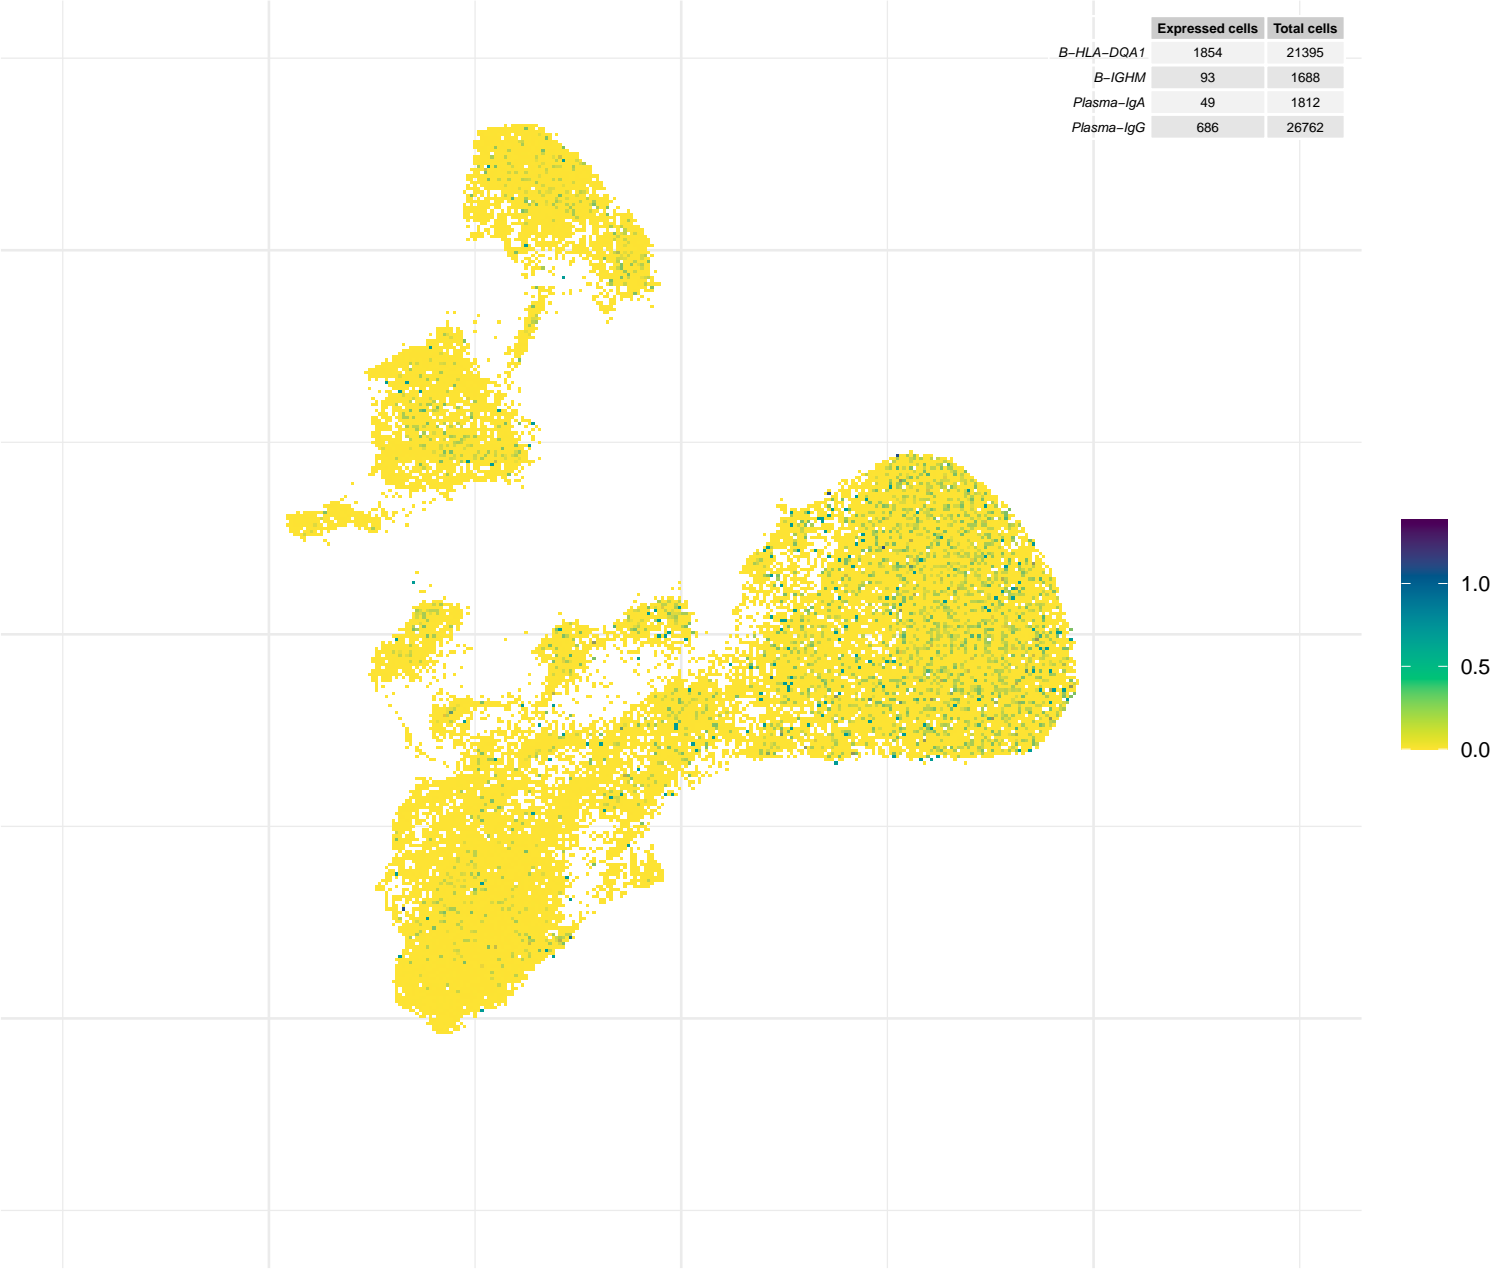 Expressed cells Total cells
B−HLA−DQA1 1854 21395
B−IGHM 93 1688
Plasma−IgA 49 1812
Plasma−IgG 686 26762
1.0
0.5
0.0